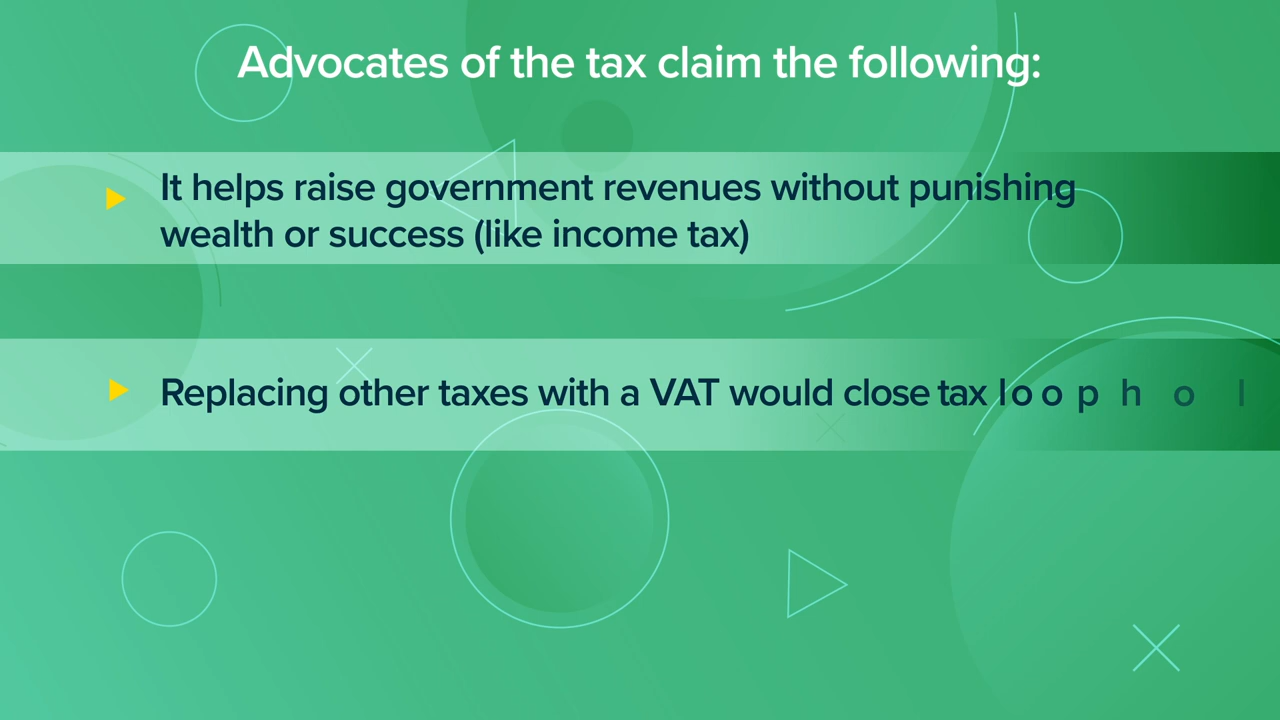 Advocates of the tax claim the following:
It helps raise government revenues without punishing
wealth or success (like income tax)
Replacing other taxes with a VAT would close tax loophol